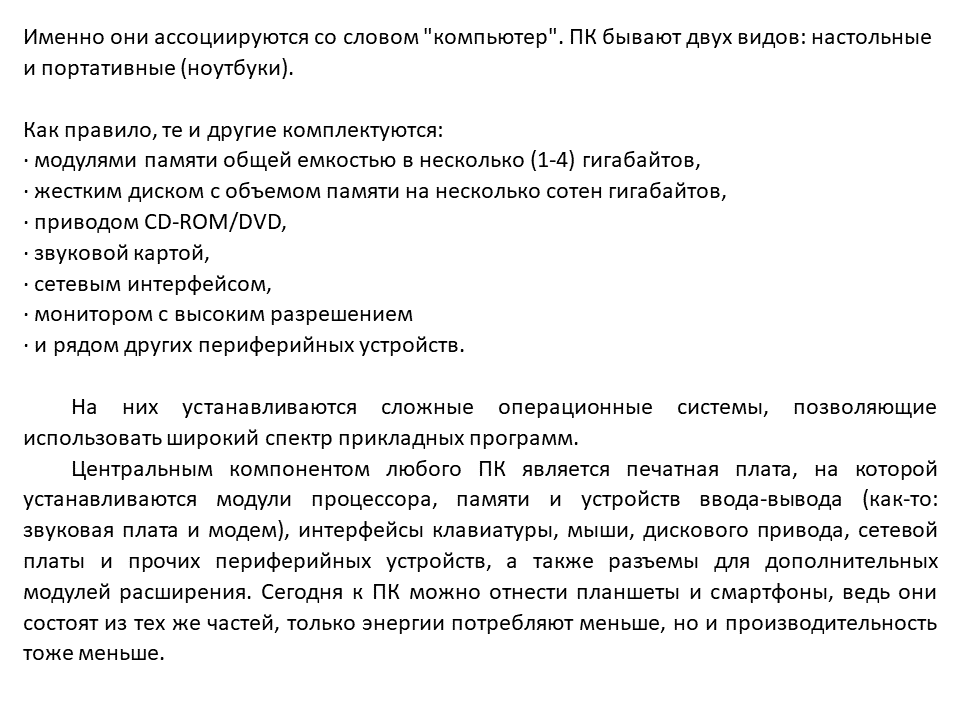 Именно они ассоциируются со словом "компьютер". ПК бывают двух видов: настольные
и портативные (ноутбуки).
Как правило, те и другие комплектуются:
· модулями памяти общей емкостью в несколько (1-4) гигабайтов,
· жестким диском с объемом памяти на несколько сотен гигабайтов,
· приводом CD-ROM/DVD,
· звуковой картой,
· сетевым интерфейсом,
· монитором с высоким разрешением
· и рядом других периферийных устройств.
На них устанавливаются сложные операционные системы, позволяющие
использовать широкий спектр прикладных программ.
Центральным компонентом любого ПК является печатная плата, на которой
устанавливаются модули процессора, памяти и устройств ввода-вывода (как-то:
звуковая плата и модем), интерфейсы клавиатуры, мыши, дискового привода, сетевой
платы и прочих периферийных устройств, а также разъемы для дополнительных
модулей расширения. Сегодня к ПК можно отнести планшеты и смартфоны, ведь они
состоят из тех же частей, только энергии потребляют меньше, но и производительность
тоже меньше.